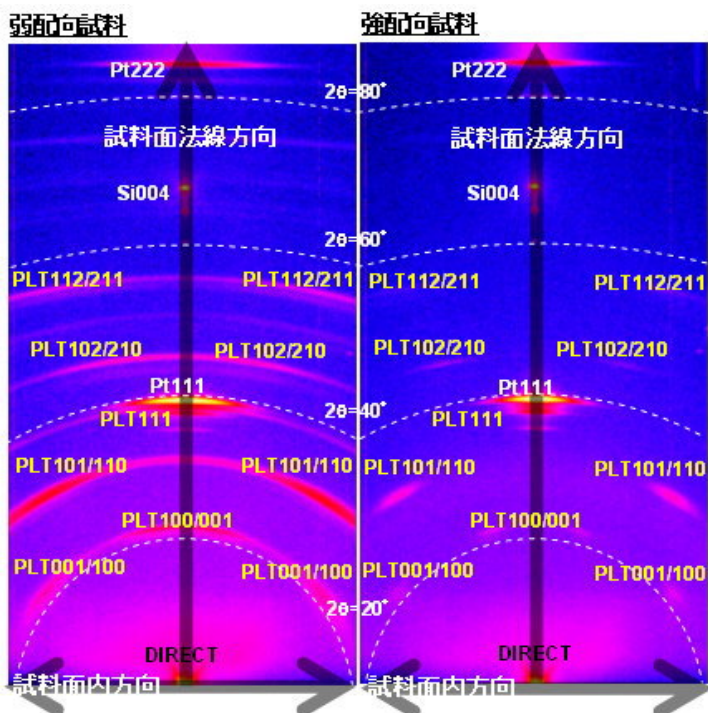 弱配向試料
Pt222
2θ=80°
試料面法線方向
Si004
2θ=60°
PLT112/211 PLT112/211
PLT102/210 PLT102/210
Pt111
PLT111
2θ=40°
PLT101/110 PLT101/110
PLT100/001
PLT001/100 PLT001/100
2θ=20°
DIRECT
試料面内方向
強配向試料
Pt222
試料面法線方向
Si004
PLT112/211 PLT112/211
PLT102/210 PLT102/210
Pt111
PLT111
PLT101/110 PLT101/110
PLT100/001
PLT001/100 PLT001/100
DIRECT
試料面内方向